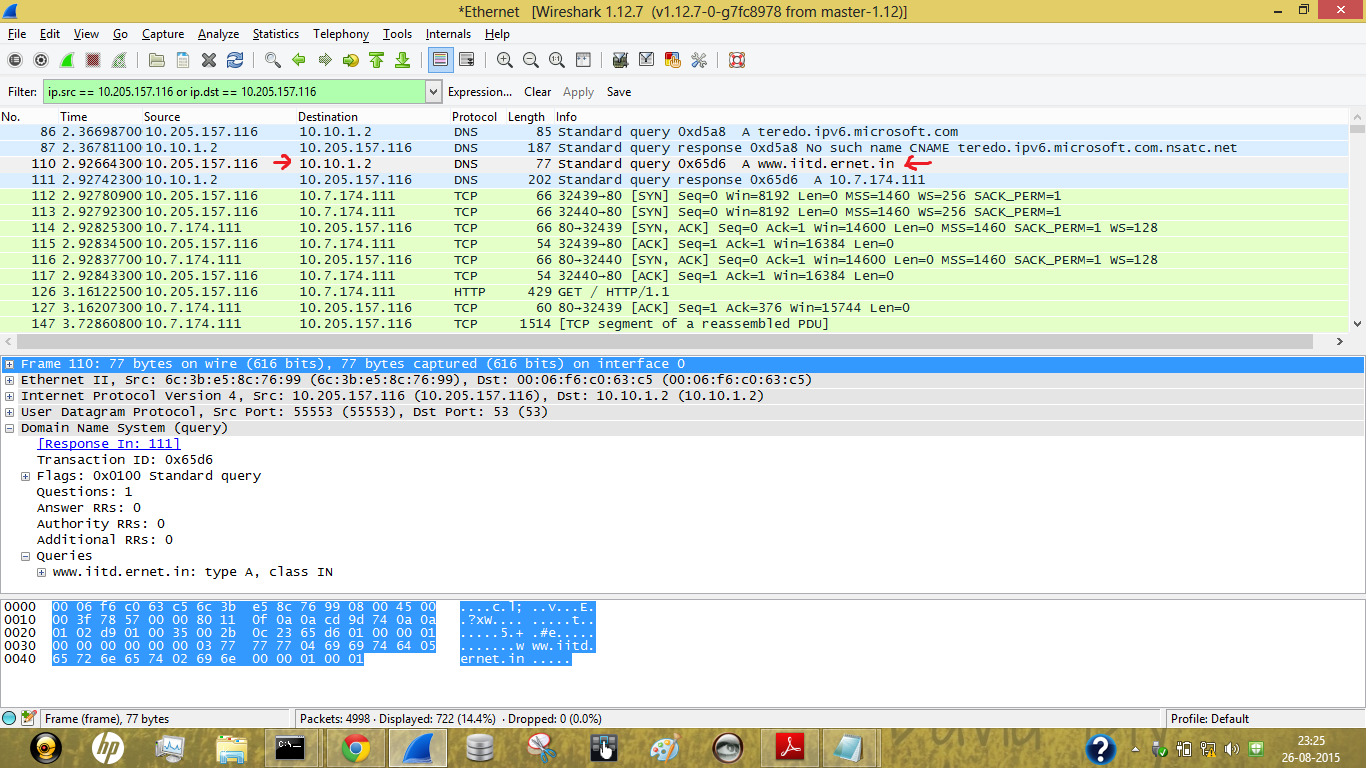 *Ethernet [Wireshark 1.12.7 (v1.12.7-0-g7fc8978 from master-1.12)]
File Edit View Go Capture Analyze Statistics Telephony Tools Internals Help
Filter: ip.src == 10.205.157.116 or ip.dst == 10.205.157.116 Expression... Clear Apply Save
No. Time Source Destination Protocol Length Info
86 2.36698700 10.205.157.116 10.10.1.2 DNS 85 Standard query 0xd5a8 A teredo.ipv6.microsoft.com
87 2.36781100 10.10.1.2 10.205.157.116 DNS 187 Standard query response 0xd5a8 No such name CNAME teredo.ipv6.microsoft.com.nsatc.net
110 2.92664300 10.205.157.116 10.10.1.2 DNS 77 Standard query 0x65d6 A www.iitd.ernet.in
111 2.92742300 10.10.1.2 10.205.157.116 DNS 202 Standard query response 0x65d6 A 10.7.174.111
112 2.92780900 10.205.157.116 10.7.174.111 TCP 66 32439→80 [SYN] Seq=0 Win=8192 Len=0 MSS=1460 WS=256 SACK_PERM=1
113 2.92792300 10.205.157.116 10.7.174.111 TCP 66 32440→80 [SYN] Seq=0 Win=8192 Len=0 MSS=1460 WS=256 SACK_PERM=1
114 2.92825300 10.7.174.111 10.205.157.116 TCP 66 80→32439 [SYN, ACK] Seq=0 Ack=1 Win=14600 Len=0 MSS=1460 SACK_PERM=1 WS=128
115 2.92834500 10.205.157.116 10.7.174.111 TCP 54 32439→80 [ACK] Seq=1 Ack=1 Win=16384 Len=0
116 2.92837700 10.7.174.111 10.205.157.116 TCP 66 80→32440 [SYN, ACK] Seq=0 Ack=1 Win=14600 Len=0 MSS=1460 SACK_PERM=1 WS=128
117 2.92843300 10.205.157.116 10.7.174.111 TCP 54 32440→80 [ACK] Seq=1 Ack=1 Win=16384 Len=0
126 3.16122500 10.205.157.116 10.7.174.111 HTTP 429 GET / HTTP/1.1
127 3.16207300 10.7.174.111 10.205.157.116 TCP 60 80→32439 [ACK] Seq=1 Ack=376 Win=15744 Len=0
147 3.72860800 10.7.174.111 10.205.157.116 TCP 1514 [TCP segment of a reassembled PDU]
Frame 110: 77 bytes on wire (616 bits), 77 bytes captured (616 bits) on interface 0
Ethernet II, Src: 6c:3b:e5:8c:76:99 (6c:3b:e5:8c:76:99), Dst: 00:06:f6:c0:63:c5 (00:06:f6:c0:63:c5)
Internet Protocol Version 4, Src: 10.205.157.116 (10.205.157.116), Dst: 10.10.1.2 (10.10.1.2)
User Datagram Protocol, Src Port: 55553 (55553), Dst Port: 53 (53)
Domain Name System (query)
[Response In: 111]
Transaction ID: 0x65d6
Flags: 0x0100 Standard query
Questions: 1
Answer RRs: 0
Authority RRs: 0
Additional RRs: 0
Queries
www.iitd.ernet.in: type A, class IN
0000 00 06 f6 c0 63 c5 6c 3b e5 8c 76 99 08 00 45 00 ....c.l; ..v...E.
0010 00 3f 78 57 00 00 80 11 0f 0a 0a cd 9d 74 0a 0a .?xW.... .....t..
0020 01 02 d9 01 00 35 00 2b 0c 23 65 d6 01 00 00 01 .....5.+ .#e.....
0030 00 00 00 00 00 00 03 77 77 77 04 69 69 74 64 05 .......w ww.iitd.
0040 65 72 6e 65 74 02 69 6e 00 00 01 00 01 ernet.in .....
Frame (frame), 77 bytes Packets: 4998 · Displayed: 722 (14.4%) · Dropped: 0 (0.0%) Profile: Default
23:25
26-08-2015